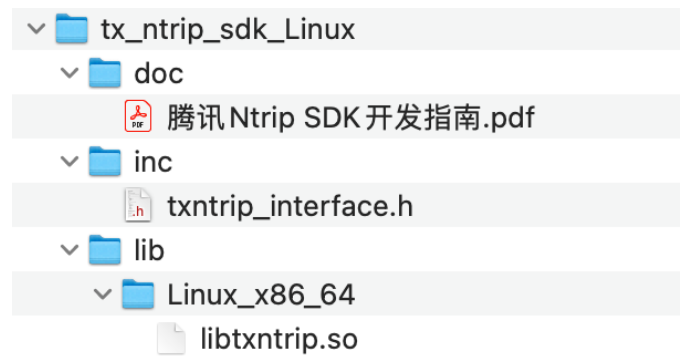 tx_ntrip_sdk_Linux
doc
腾讯Ntrip SDK开发指南.pdf
inc
txntrip_interface.h
lib
Linux_x86_64
libtxntrip.so